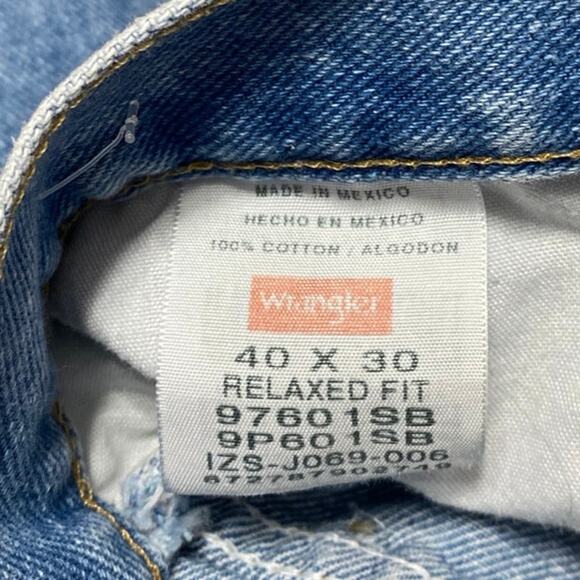 MADE IN MEXICO
HECHO EN MEXICO
100% COTTON / ALGODON
Wrangler
40 X 30
RELAXED FIT
97601SB
9P601SB
IZS-J069-006